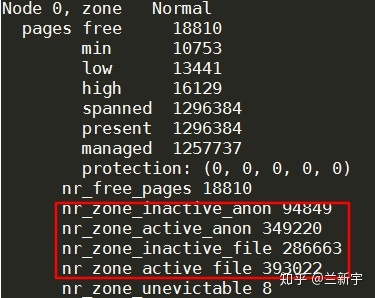 Node 0, zone   Normal
  pages free     18810
        min      10753
        low      13441
        high     16129
        spanned  1296384
        present  1296384
        managed  1257737
        protection: (0, 0, 0, 0, 0)
      nr_free_pages 18810
      nr_zone_inactive_anon 94849
      nr_zone_active_anon 349220
      nr_zone_inactive_file 286663
      nr_zone_active_file 393022
      nr_zone_unevictable 8
知乎 @兰新宇